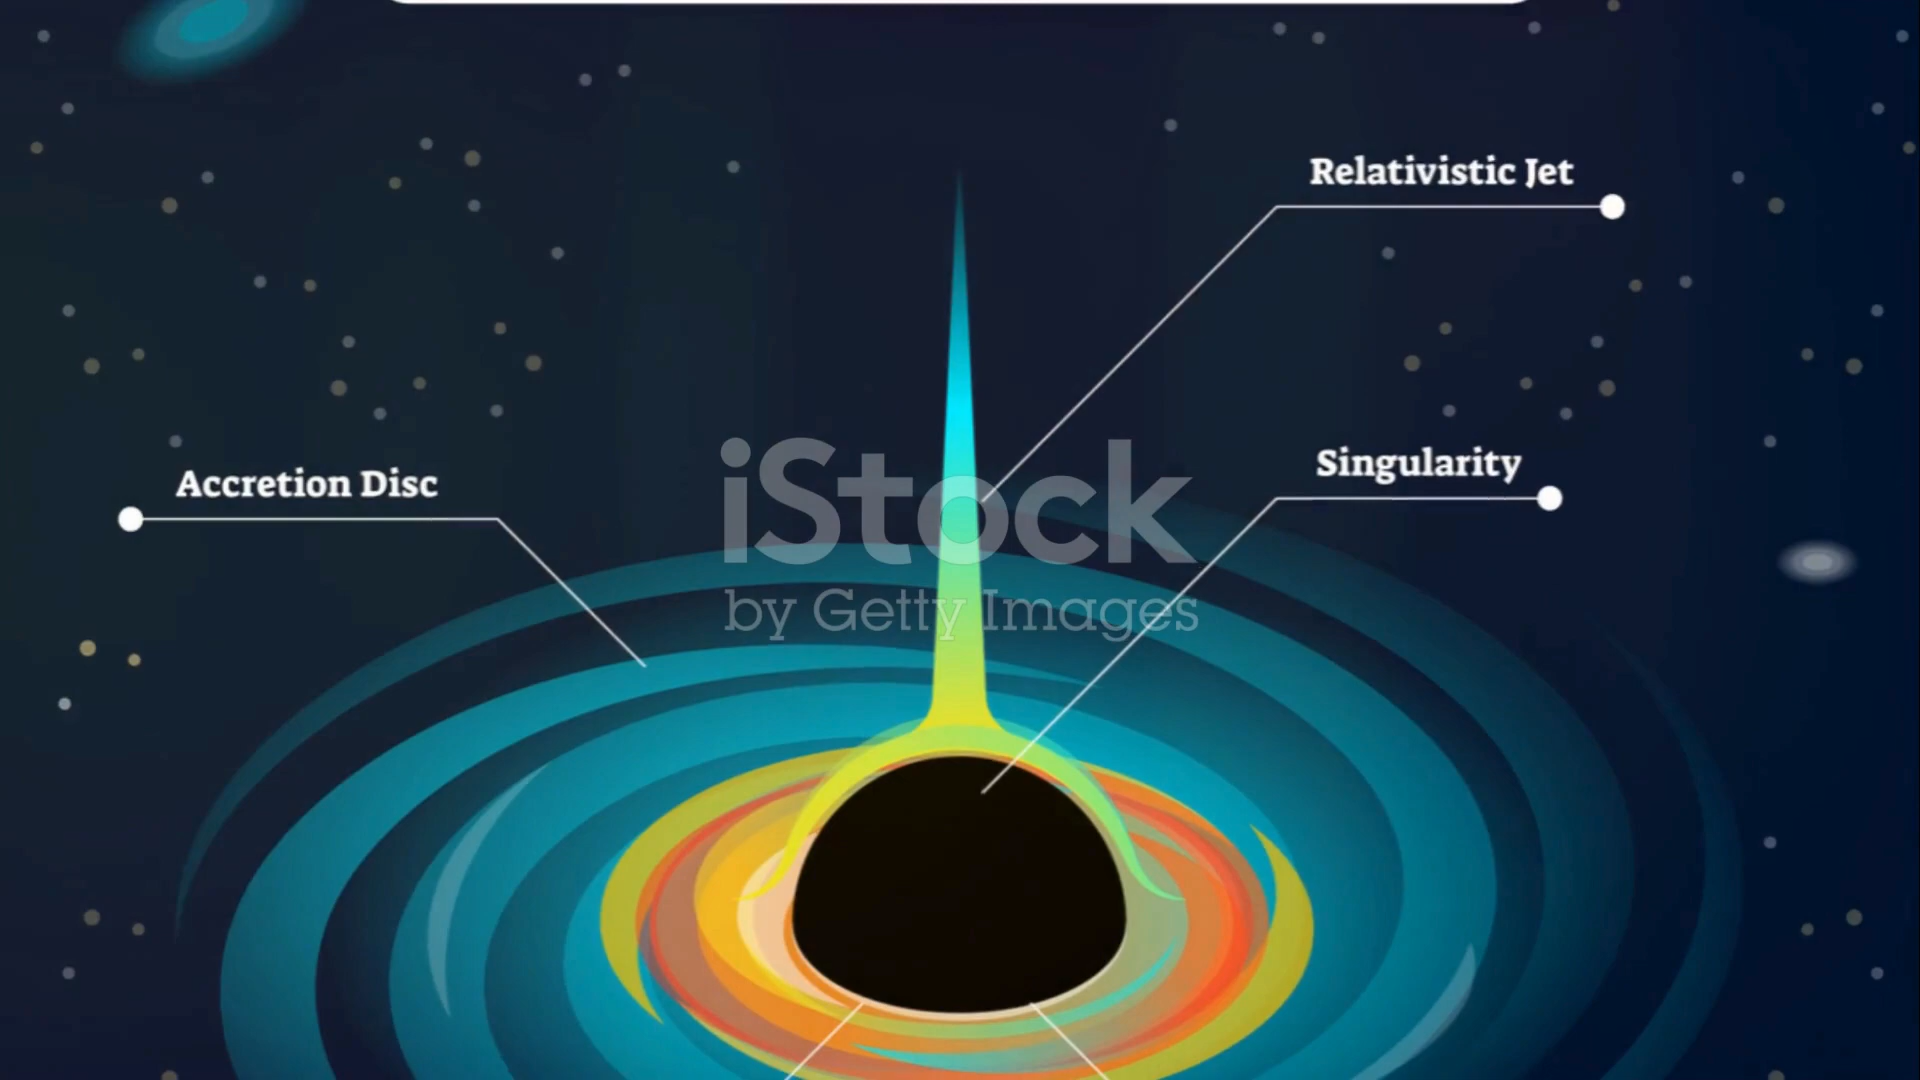 Relativistic Jet
Singularity
Accretion Disc
iStock
by Getty Images